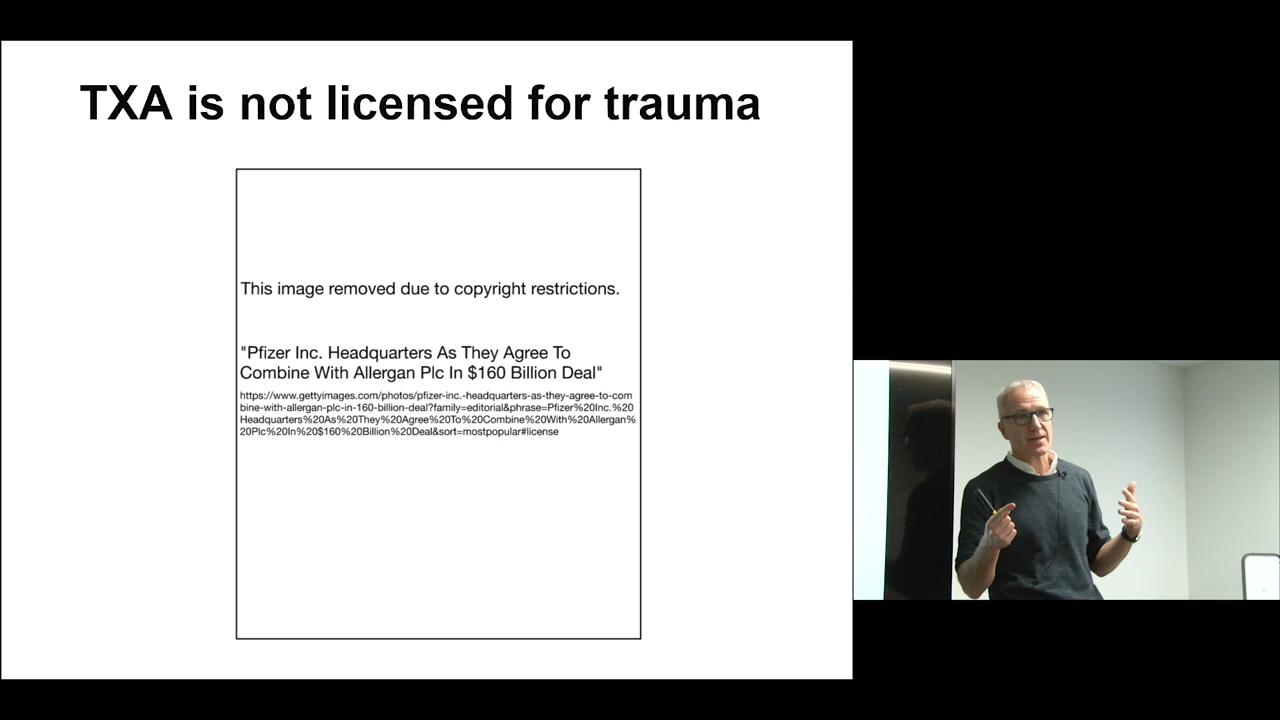 TXA is not licensed for trauma
This image removed due to copyright restrictions.
"Pfizer Inc. Headquarters As They Agree To
Combine With Allergan Plc In $160 Billion Deal"
https://www.gettyimages.com/photos/pfizer-inc.-headquarters-as-they-agree-to-com
bine-with-allergan-plc-in-160-billion-deal?family=editorial&phrase=Pfizer%20Inc.%20
Headquarters%20As%20They%20Agree%20To%20Combine%20With%20Allergan%
20Plc%20In%20$160%20Billion%20Deal&sort=mostpopular#license